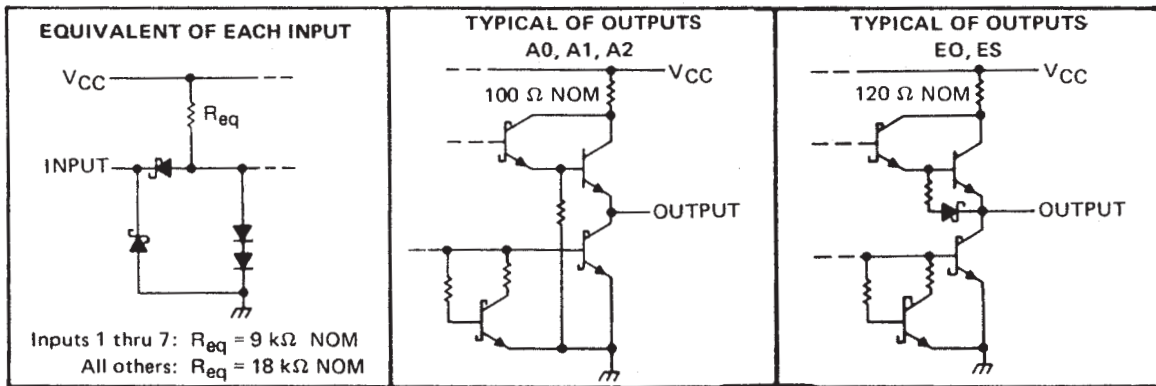 EQUIVALENT OF EACH INPUT
VCC
Req
INPUT
Inputs 1 thru 7: Req = 9 kΩ NOM
All others: Req = 18 kΩ NOM
TYPICAL OF OUTPUTS
A0, A1, A2
VCC
100 Ω NOM
OUTPUT
TYPICAL OF OUTPUTS
EO, ES
VCC
120 Ω NOM
OUTPUT